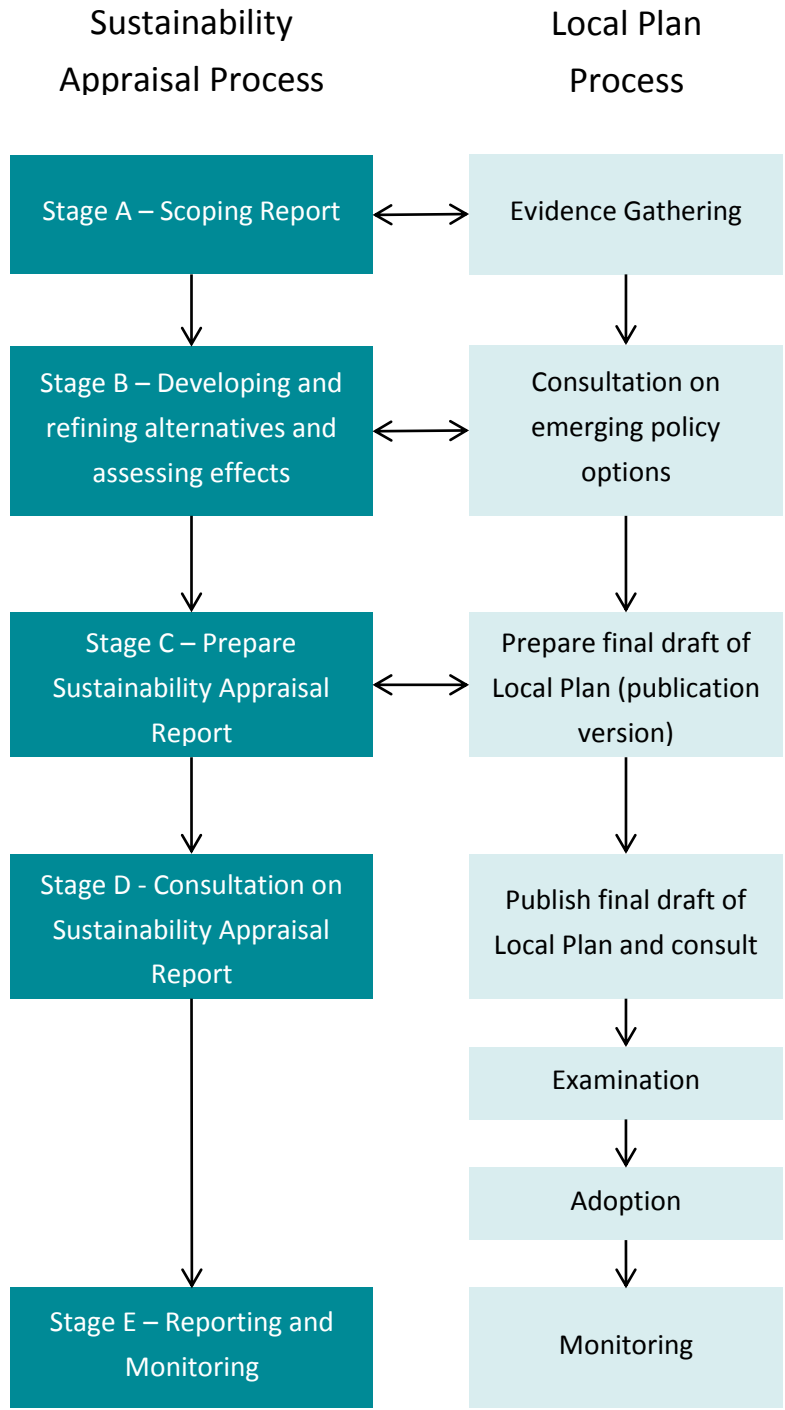 Sustainability
Appraisal Process
Local Plan
Process
Stage A – Scoping Report
Evidence Gathering
Stage B – Developing and
refining alternatives and
assessing effects
Consultation on
emerging policy
options
Stage C – Prepare
Sustainability Appraisal
Report
Prepare final draft of
Local Plan (publication
version)
Stage D - Consultation on
Sustainability Appraisal
Report
Publish final draft of
Local Plan and consult
Examination
Adoption
Stage E – Reporting and
Monitoring
Monitoring